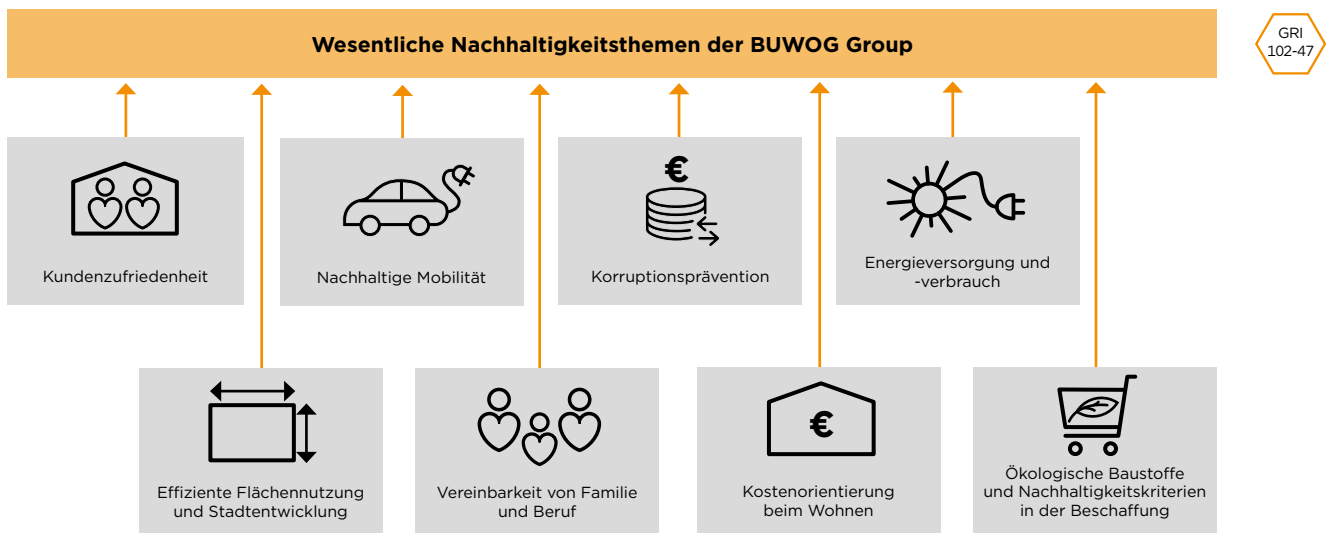 Wesentliche Nachhaltigkeitsthemen der BUWOG Group
GRI
102-47
€
Kundenzufriedenheit
Nachhaltige Mobilität
Korruptionsprävention
Energieversorgung und
-verbrauch
€
Effiziente Flächennutzung
und Stadtentwicklung
Vereinbarkeit von Familie
und Beruf
Kostenorientierung
beim Wohnen
Ökologische Baustoffe
und Nachhaltigkeitskriterien
in der Beschaffung